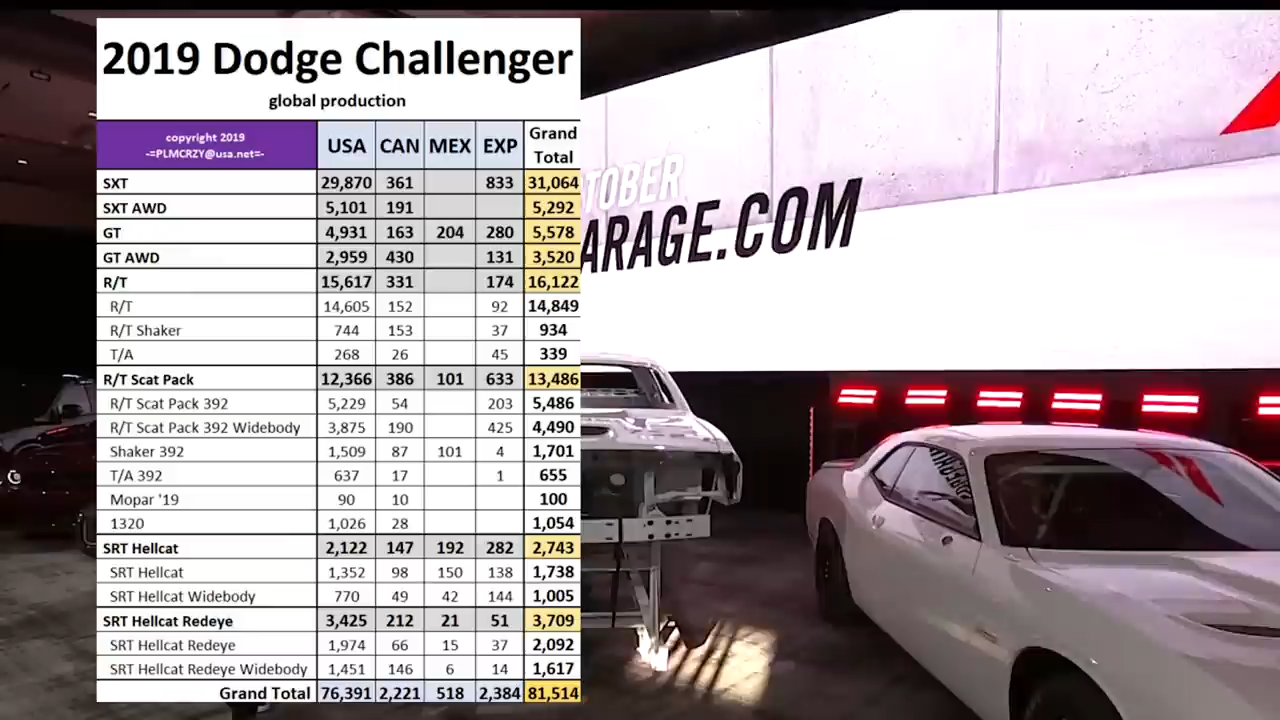 2019 Dodge Challenger
global production
copyright 2019
-=PLMCRZY@usa.net=-
USA CAN MEX EXP Grand Total
SXT 29,870 361 833 31,064
SXT AWD 5,101 191 5,292
GT 4,931 163 204 280 5,578
GT AWD 2,959 430 131 3,520
R/T 15,617 331 174 16,122
R/T 14,605 152 92 14,849
R/T Shaker 744 153 37 934
T/A 268 26 45 339
R/T Scat Pack 12,366 386 101 633 13,486
R/T Scat Pack 392 5,229 54 203 5,486
R/T Scat Pack 392 Widebody 3,875 190 425 4,490
Shaker 392 1,509 87 101 4 1,701
T/A 392 637 17 1 655
Mopar '19 90 10 100
1320 1,026 28 1,054
SRT Hellcat 2,122 147 192 282 2,743
SRT Hellcat 1,352 98 150 138 1,738
SRT Hellcat Widebody 770 49 42 144 1,005
SRT Hellcat Redeye 3,425 212 21 51 3,709
SRT Hellcat Redeye 1,974 66 15 37 2,092
SRT Hellcat Redeye Widebody 1,451 146 6 14 1,617
Grand Total 76,391 2,221 518 2,384 81,514
TOBER
ARAGE.COM